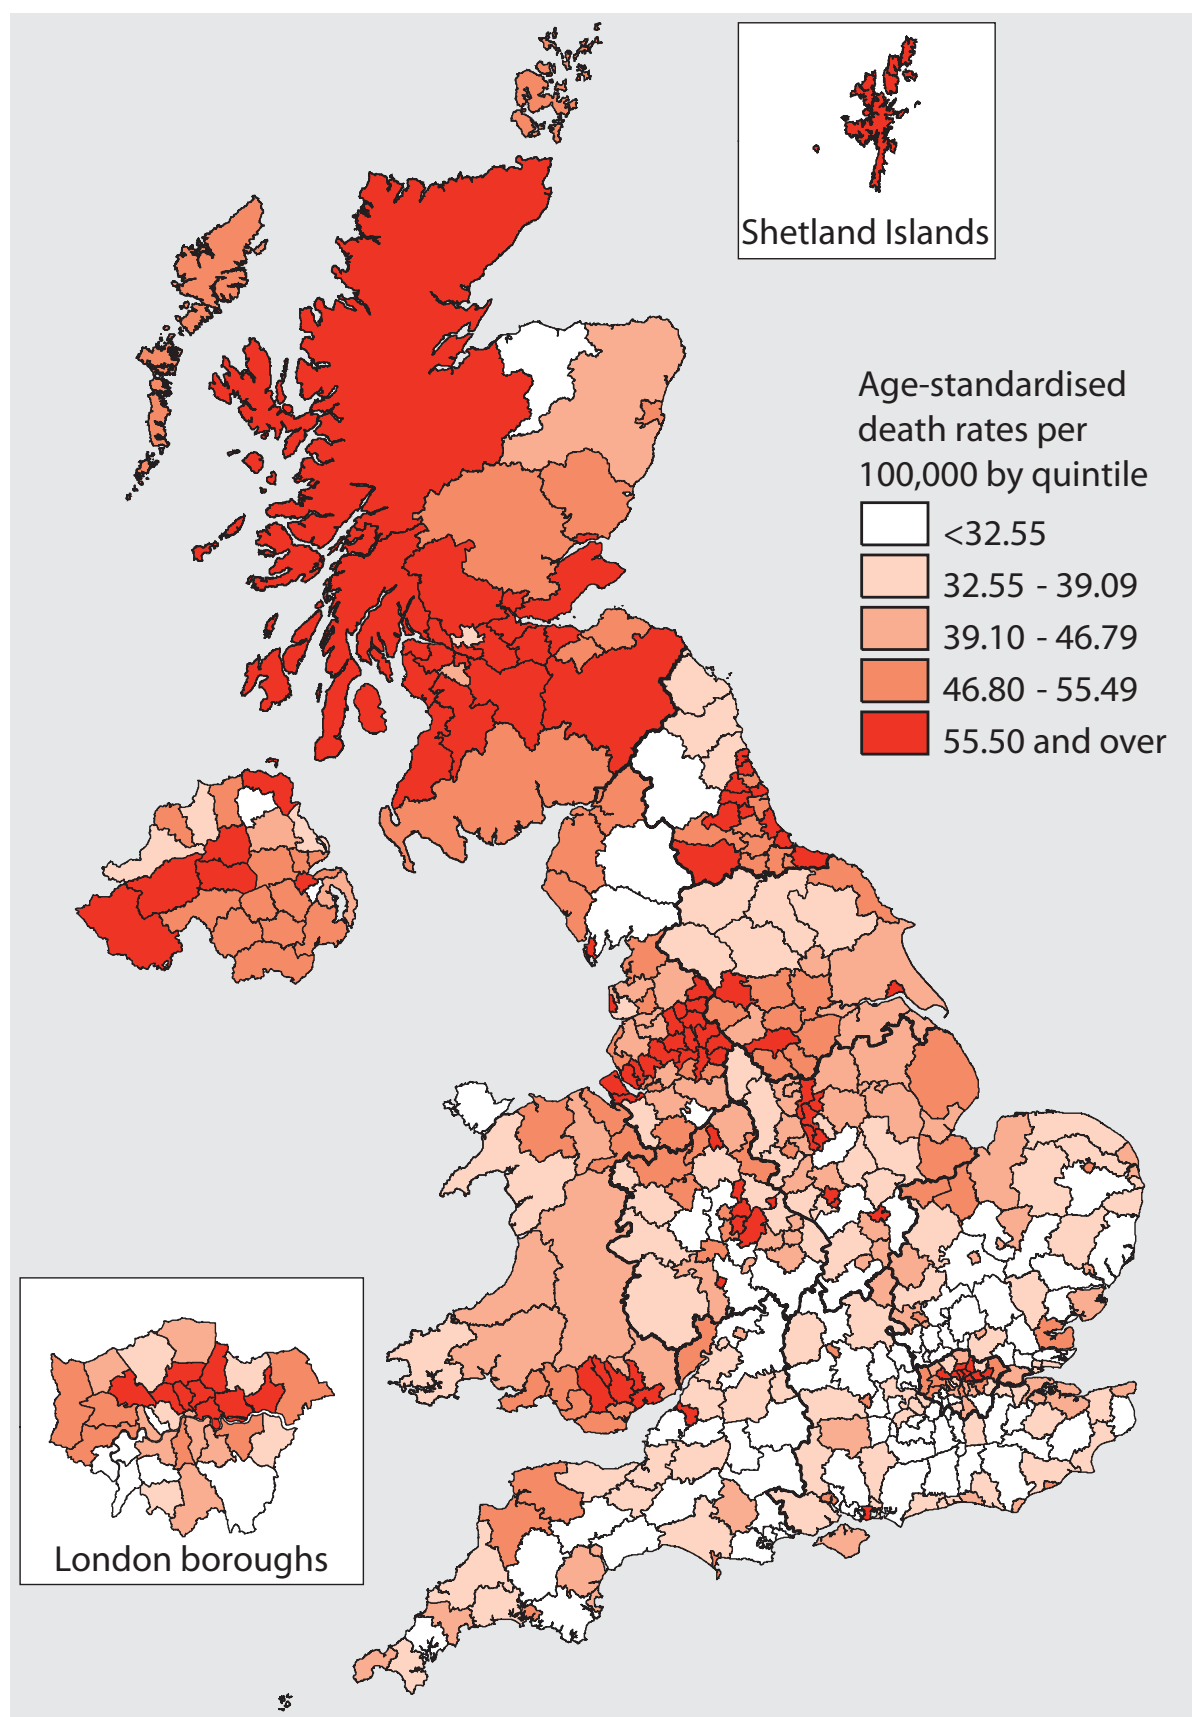 Shetland Islands
Age-standardised
death rates per
100,000 by quintile
<32.55
32.55 - 39.09
39.10 - 46.79
46.80 - 55.49
55.50 and over
London boroughs